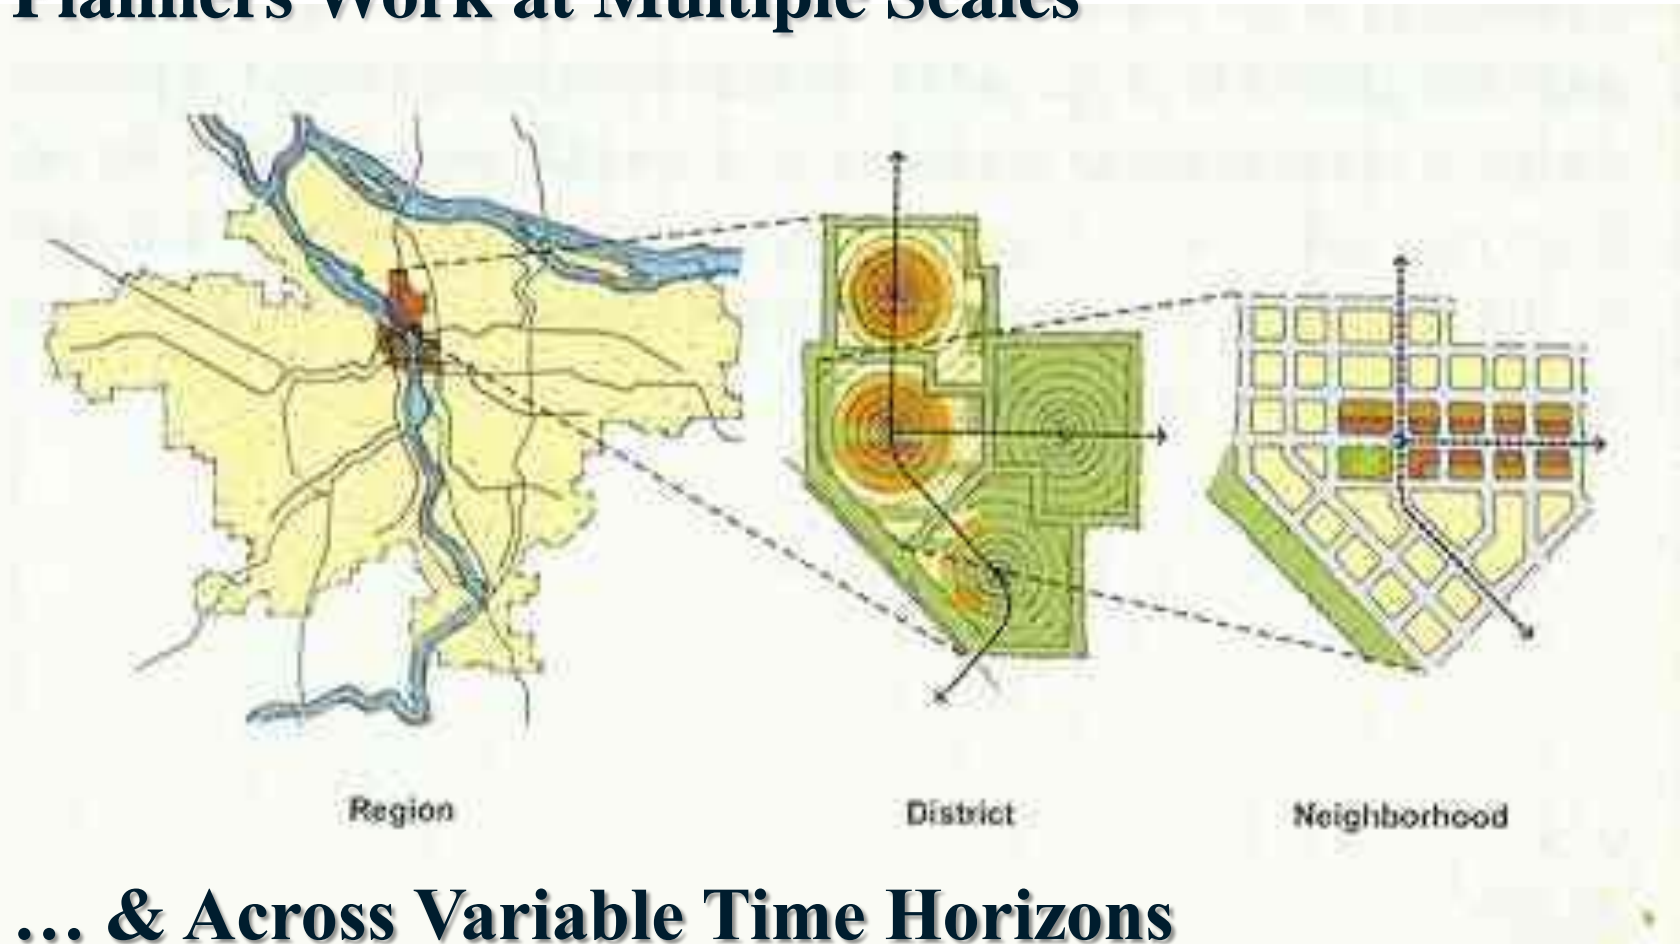 Planners Work at Multiple Scales
Region
District
Neighborhood
… & Across Variable Time Horizons